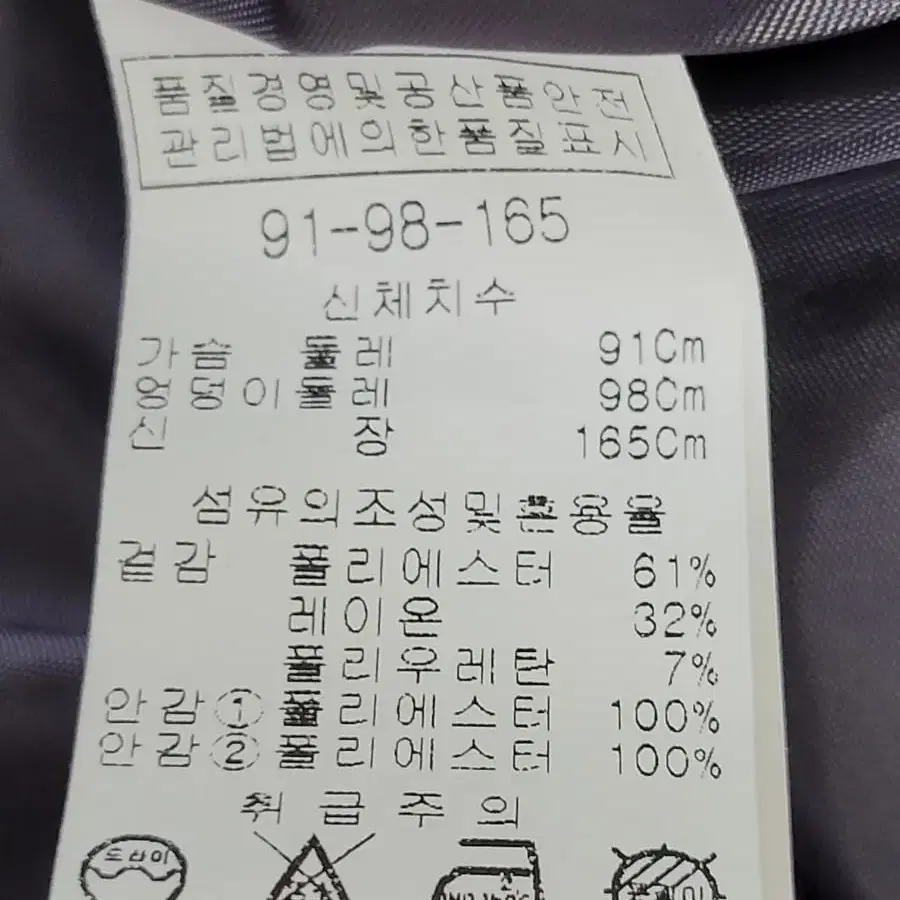 품질경영및공산품안전
관리법에의한품질표시
91-98-165
신체치수
가슴 둘레 91Cm
엉덩이둘레 98Cm
신 장 165Cm
섬유의조성및혼용율
겉감 폴리에스터 61%
레이온 32%
폴리우레탄 7%
안감① 폴리에스터 100%
안감② 폴리에스터 100%
취급주의
드라이